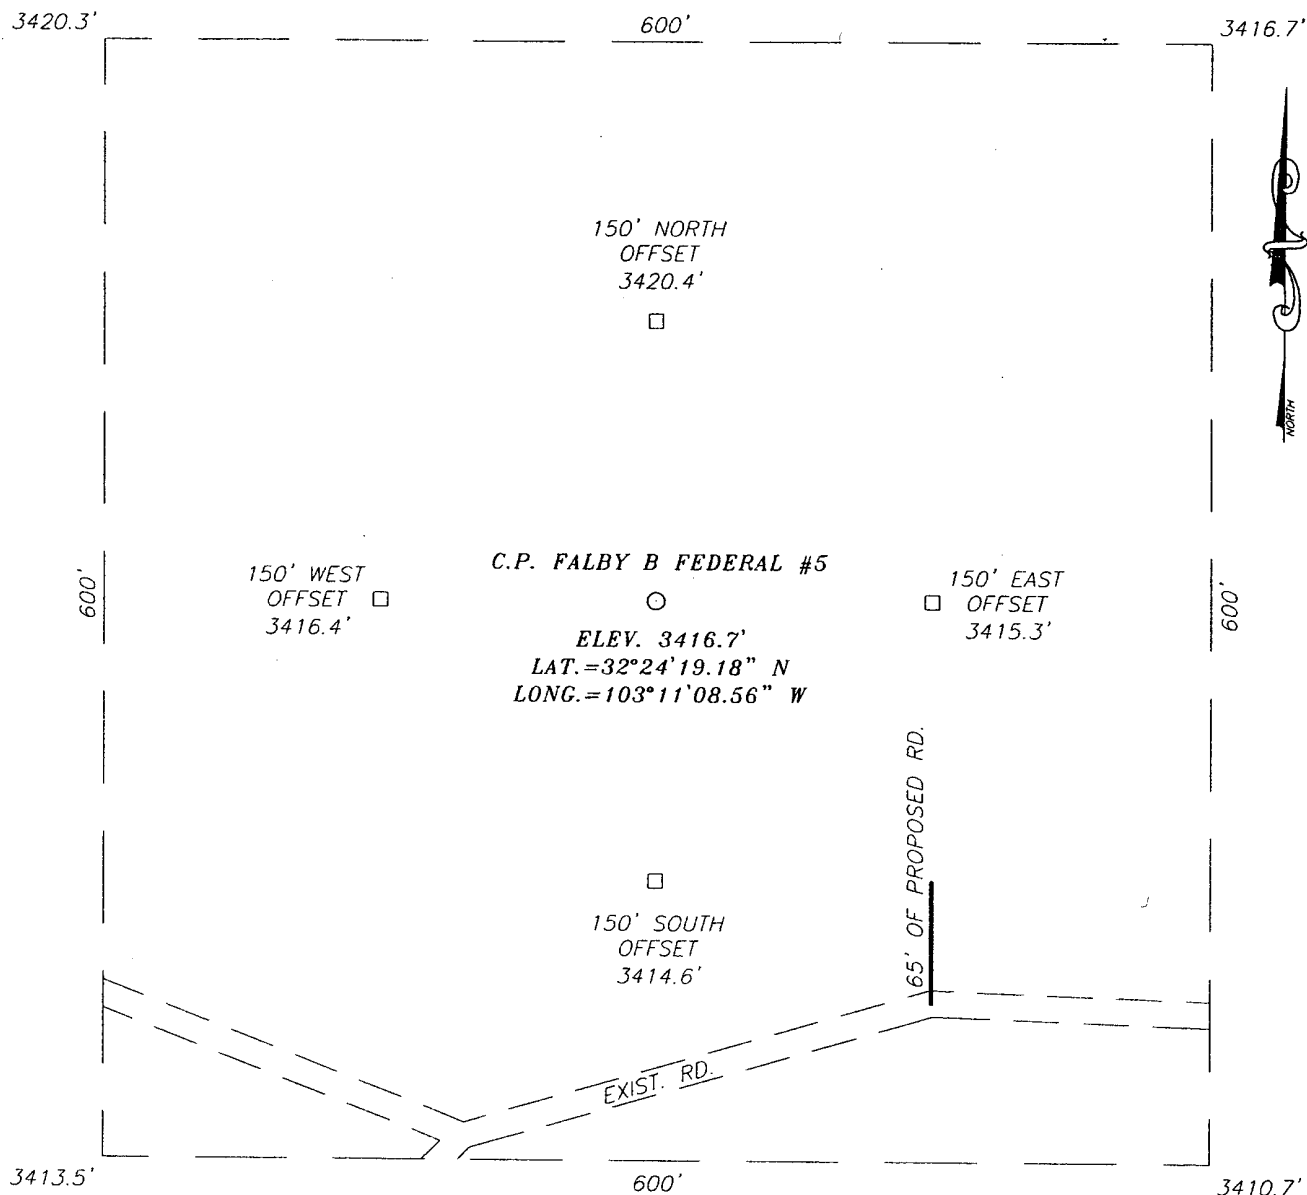 3420.3'
600'
3416.7'
150' NORTH
OFFSET
3420.4'
NORTH
600'
150' WEST
OFFSET
3416.4'
C.P. FALBY B FEDERAL #5
ELEV. 3416.7'
LAT.=32°24'19.18" N
LONG.=103°11'08.56" W
150' EAST
OFFSET
3415.3'
600'
65' OF PROPOSED RD.
150' SOUTH
OFFSET
3414.6'
EXIST. RD.
3413.5'
600'
3410.7'